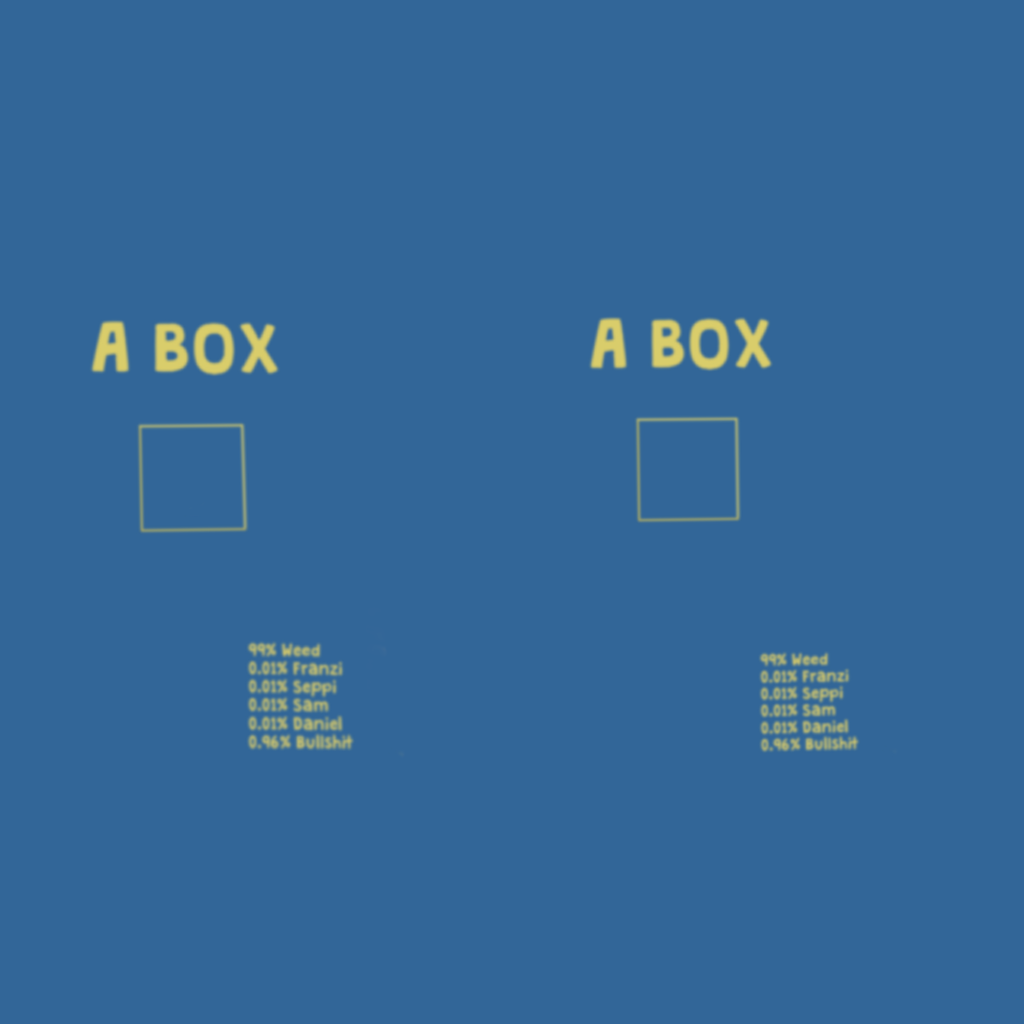 A BOX
99% Weed
0.01% Franzi
0.01% Seppi
0.01% Sam
0.01% Daniel
0.96% Bullshit
A BOX
99% Weed
0.01% Franzi
0.01% Seppi
0.01% Sam
0.01% Daniel
0.96% Bullshit